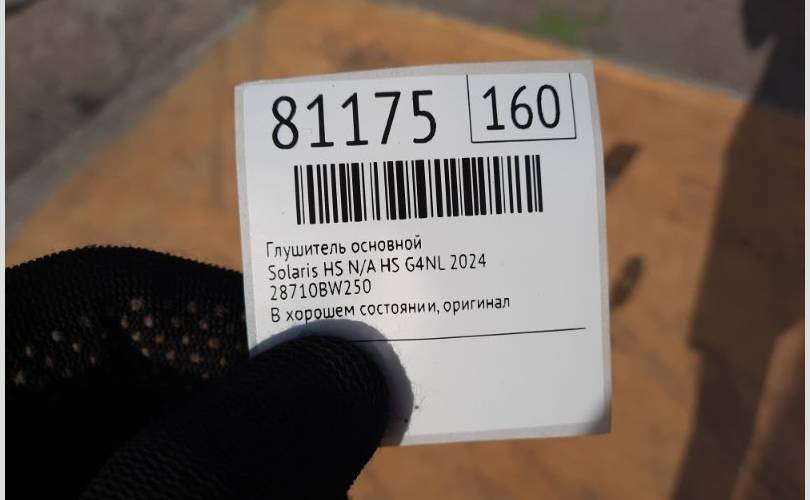 81175
160
Глушитель основной
Solaris HS N/A HS G4NL 2024
28710BW250
В хорошем состоянии, оригинал